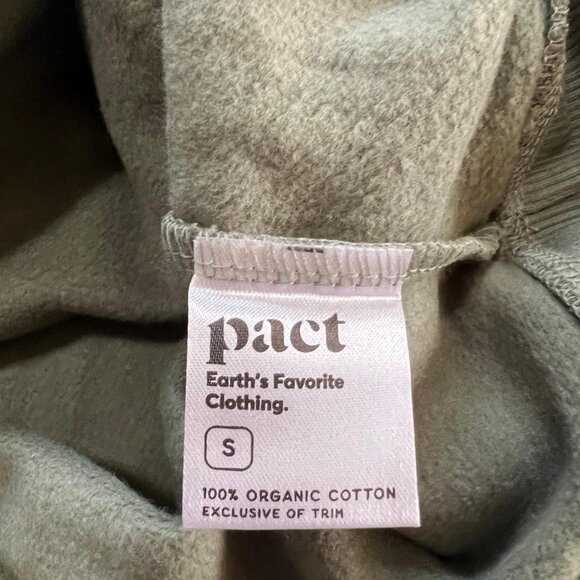 pact
Earth's Favorite
Clothing.
S
100% ORGANIC COTTON
EXCLUSIVE OF TRIM